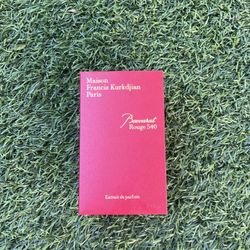 Maison
Francis Kurkdjian
Paris
Baccarat
Rouge 540
Extrait de parfum